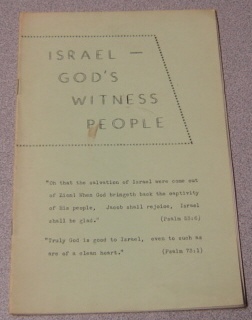 ISRAEL —
GOD'S
WITNESS
PEOPLE
"Oh that the salvation of Israel were come out
of Zion! When God bringeth back the captivity
of His people, Jacob shall rejoice, Israel
shall be glad." (Psalm 53:6)
"Truly God is good to Israel, even to such as
are of a clean heart." (Psalm 73:1)